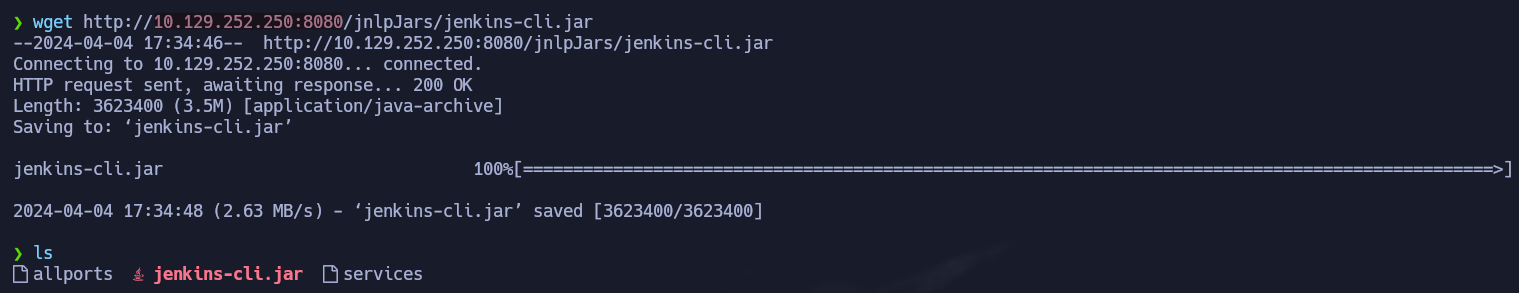 ❯ wget http://10.129.252.250:8080/jnlpJars/jenkins-cli.jar
--2024-04-04 17:34:46--  http://10.129.252.250:8080/jnlpJars/jenkins-cli.jar
Connecting to 10.129.252.250:8080... connected.
HTTP request sent, awaiting response... 200 OK
Length: 3623400 (3.5M) [application/java-archive]
Saving to: ‘jenkins-cli.jar’
jenkins-cli.jar 100%[=================================================================================================>]
2024-04-04 17:34:48 (2.63 MB/s) - ‘jenkins-cli.jar’ saved [3623400/3623400]
❯ ls
allports jenkins-cli.jar services